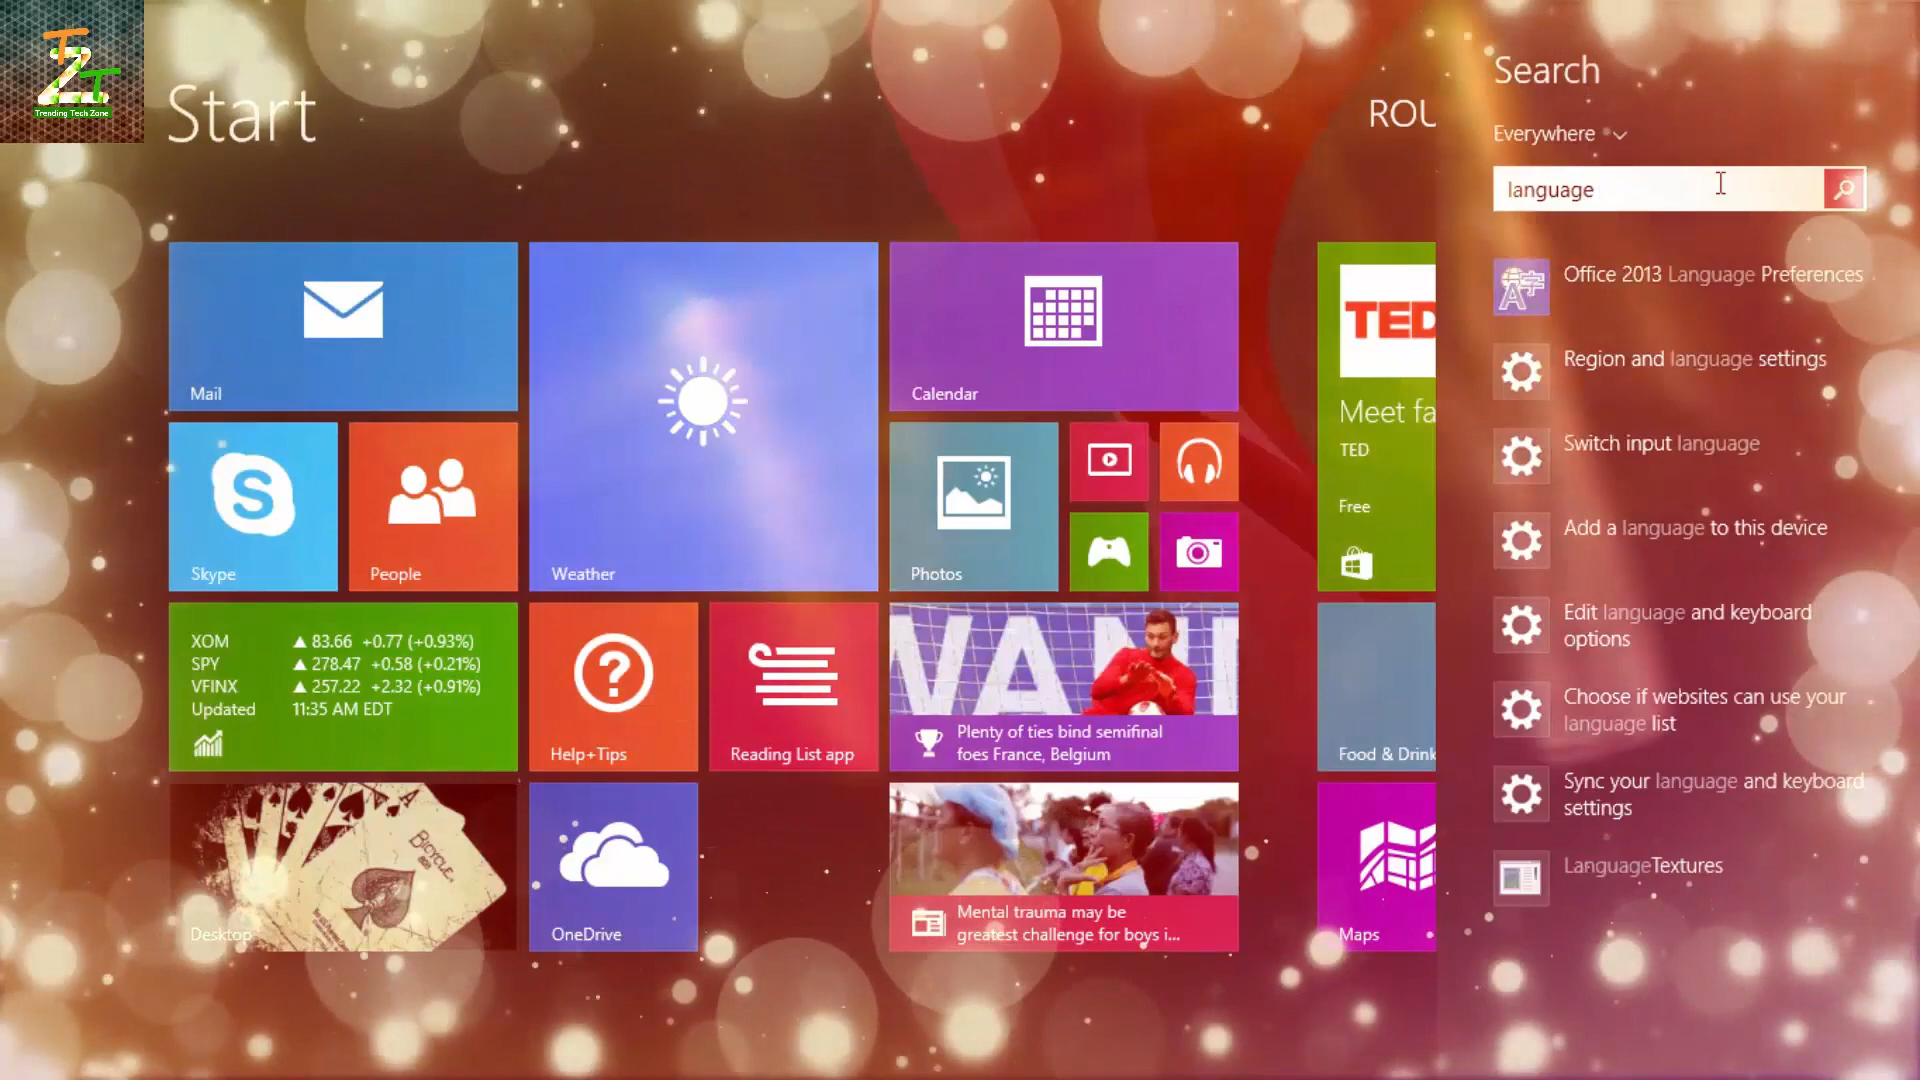 TZT
Trending Tech Zone
Start
ROU
Mail
Calendar
Skype
People
Weather
Photos
TED
Meet fa
TED
Free
XOM ▲ 83.66 +0.77 (+0.93%)
SPY ▲ 278.47 +0.58 (+0.21%)
VFINX ▲ 257.22 +2.32 (+0.91%)
Updated 11:35 AM EDT
Help+Tips
Reading List app
Plenty of ties bind semifinal
foes France, Belgium
Food & Drink
BICYCLE
Desktop
OneDrive
Mental trauma may be
greatest challenge for boys i...
Maps
Search
Everywhere
language
Office 2013 Language Preferences
Region and language settings
Switch input language
Add a language to this device
Edit language and keyboard
options
Choose if websites can use your
language list
Sync your language and keyboard
settings
LanguageTextures